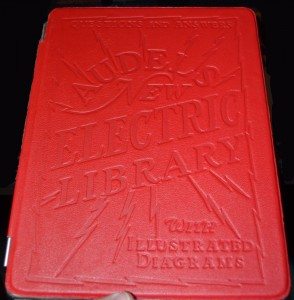 QUESTIONS AND ANSWERS
AUDELS
NEW
ELECTRIC
LIBRARY
WITH
ILLUSTRATED
DIAGRAMS